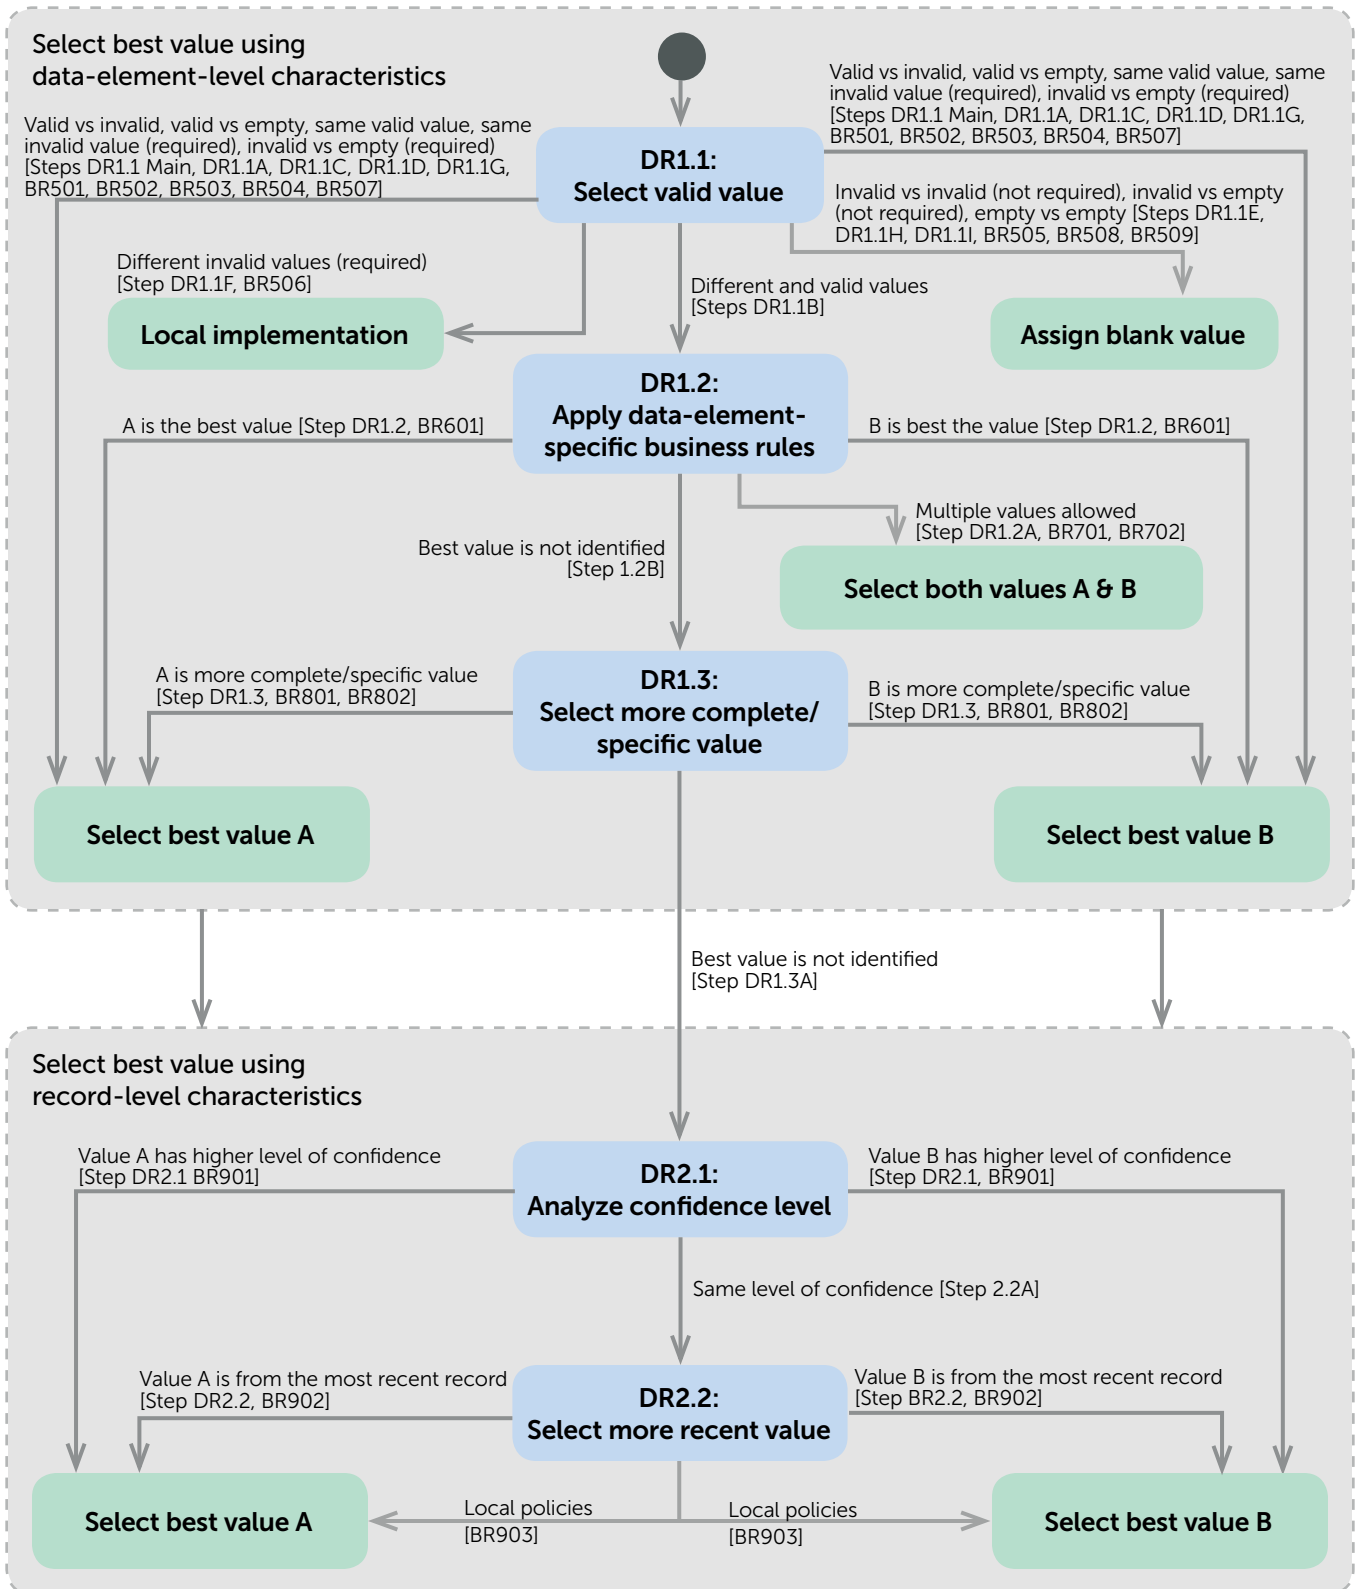 Select best value using
data-element-level characteristics
Valid vs invalid, valid vs empty, same valid value, same
invalid value (required), invalid vs empty (required)
[Steps DR1.1 Main, DR1.1A, DR1.1C, DR1.1D, DR1.1G,
BR501, BR502, BR503, BR504, BR507]
Valid vs invalid, valid vs empty, same valid value, same
invalid value (required), invalid vs empty (required)
[Steps DR1.1 Main, DR1.1A, DR1.1C, DR1.1D, DR1.1G,
BR501, BR502, BR503, BR504, BR507]
DR1.1:
Select valid value
Invalid vs invalid (not required), invalid vs empty
(not required), empty vs empty [Steps DR1.1E,
DR1.1H, DR1.1I, BR505, BR508, BR509]
Different invalid values (required)
[Step DR1.1F, BR506]
Different and valid values
[Steps DR1.1B]
Local implementation
Assign blank value
DR1.2:
Apply data-element-
specific business rules
A is the best value [Step DR1.2, BR601]
B is best the value [Step DR1.2, BR601]
Multiple values allowed
[Step DR1.2A, BR701, BR702]
Best value is not identified
[Step 1.2B]
Select both values A & B
DR1.3:
Select more complete/
specific value
A is more complete/specific value
[Step DR1.3, BR801, BR802]
B is more complete/specific value
[Step DR1.3, BR801, BR802]
Select best value A
Select best value B
Best value is not identified
[Step DR1.3A]
Select best value using
record-level characteristics
Value A has higher level of confidence
[Step DR2.1 BR901]
DR2.1:
Analyze confidence level
Value B has higher level of confidence
[Step DR2.1, BR901]
Same level of confidence [Step 2.2A]
Value A is from the most recent record
[Step DR2.2, BR902]
DR2.2:
Select more recent value
Value B is from the most recent record
[Step BR2.2, BR902]
Select best value A
Local policies
[BR903]
Local policies
[BR903]
Select best value B